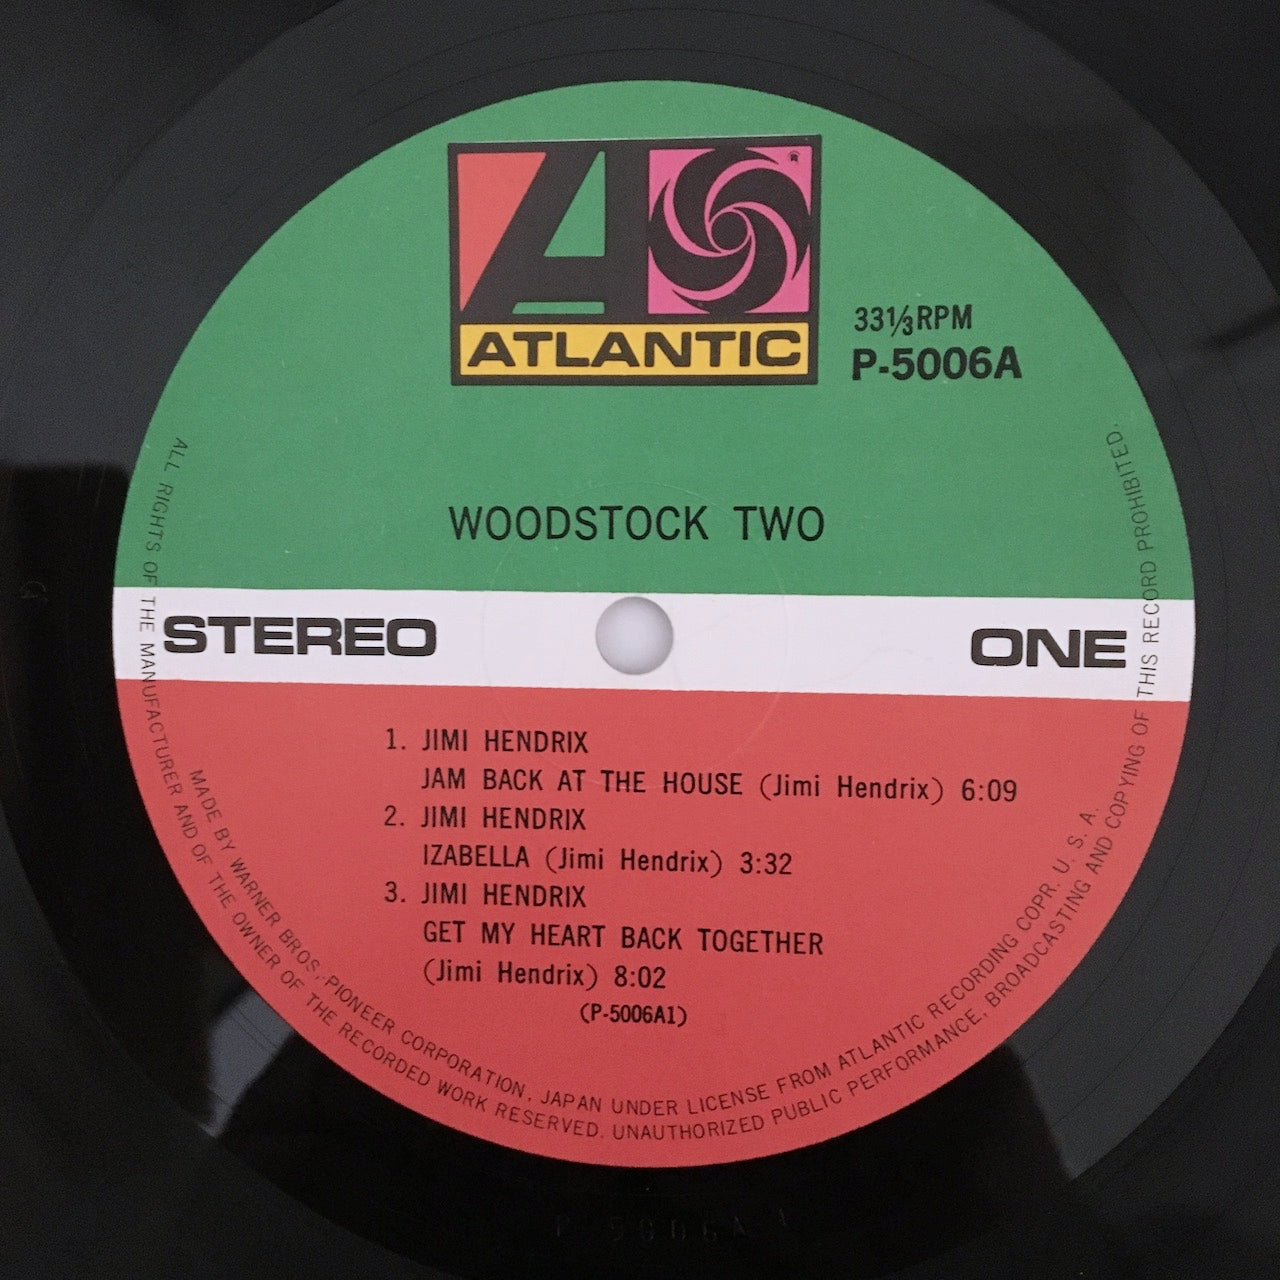 ATLANTIC
®
33⅓RPM
P-5006A
WOODSTOCK TWO
STEREO
ONE
1. JIMI HENDRIX
JAM BACK AT THE HOUSE (Jimi Hendrix) 6:09
2. JIMI HENDRIX
IZABELLA (Jimi Hendrix) 3:32
3. JIMI HENDRIX
GET MY HEART BACK TOGETHER
(Jimi Hendrix) 8:02
(P-5006A1)
MADE BY WARNER BROS.-PIONEER CORPORATION, JAPAN UNDER LICENSE FROM ATLANTIC RECORDING COPR. U. S. A.
ALL RIGHTS OF THE MANUFACTURER AND OF THE OWNER OF THE RECORDED WORK RESERVED. UNAUTHORIZED PUBLIC PERFORMANCE, BROADCASTING AND COPYING OF THIS RECORD PROHIBITED.